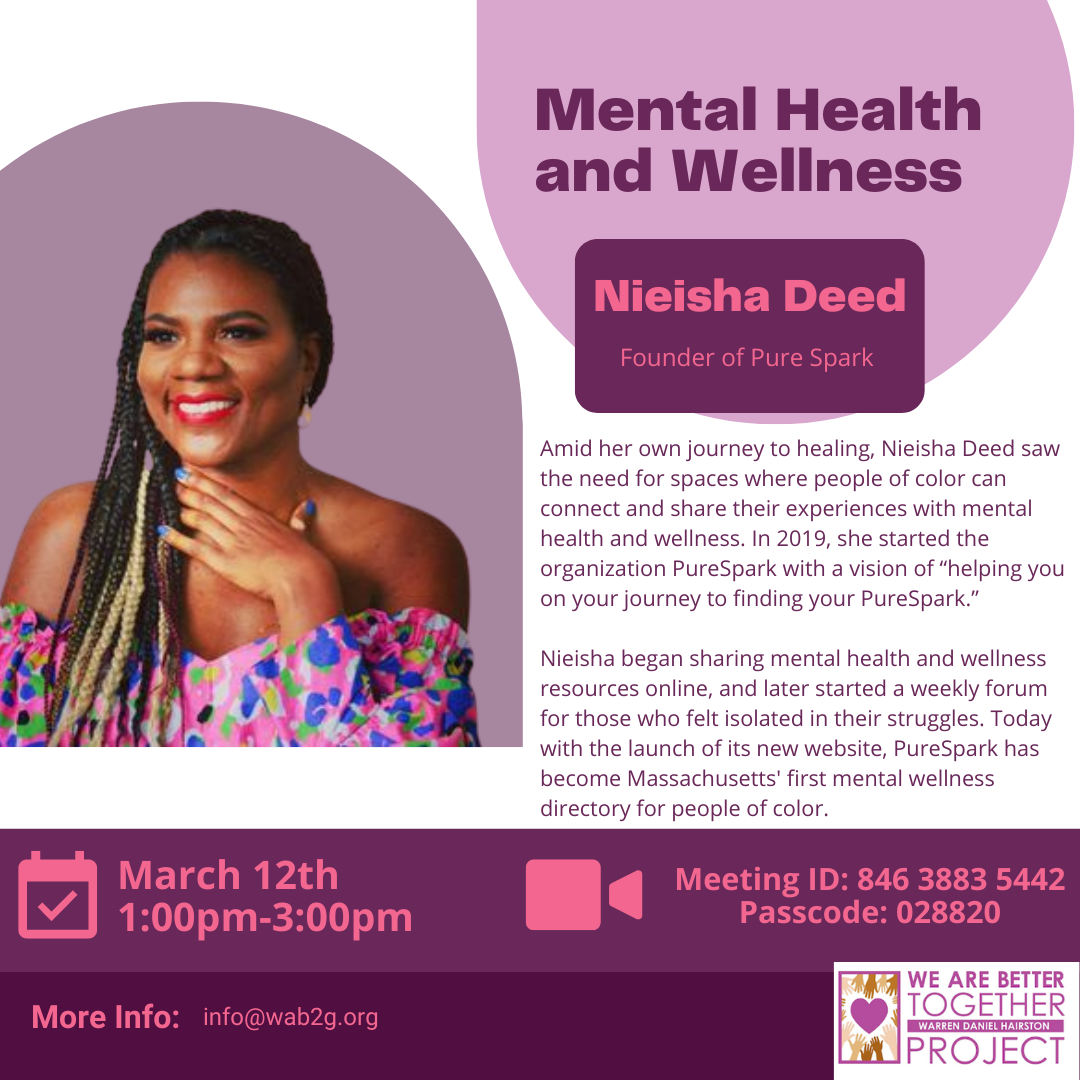 Mental Health
and Wellness
Nieisha Deed
Founder of Pure Spark
Amid her own journey to healing, Nieisha Deed saw
the need for spaces where people of color can
connect and share their experiences with mental
health and wellness. In 2019, she started the
organization PureSpark with a vision of “helping you
on your journey to finding your PureSpark.”
Nieisha began sharing mental health and wellness
resources online, and later started a weekly forum
for those who felt isolated in their struggles. Today
with the launch of its new website, PureSpark has
become Massachusetts' first mental wellness
directory for people of color.
March 12th
1:00pm-3:00pm
Meeting ID: 846 3883 5442
Passcode: 028820
More Info: info@wab2g.org
WE ARE BETTER
TOGETHER
WARREN DANIEL HAIRSTON
PROJECT